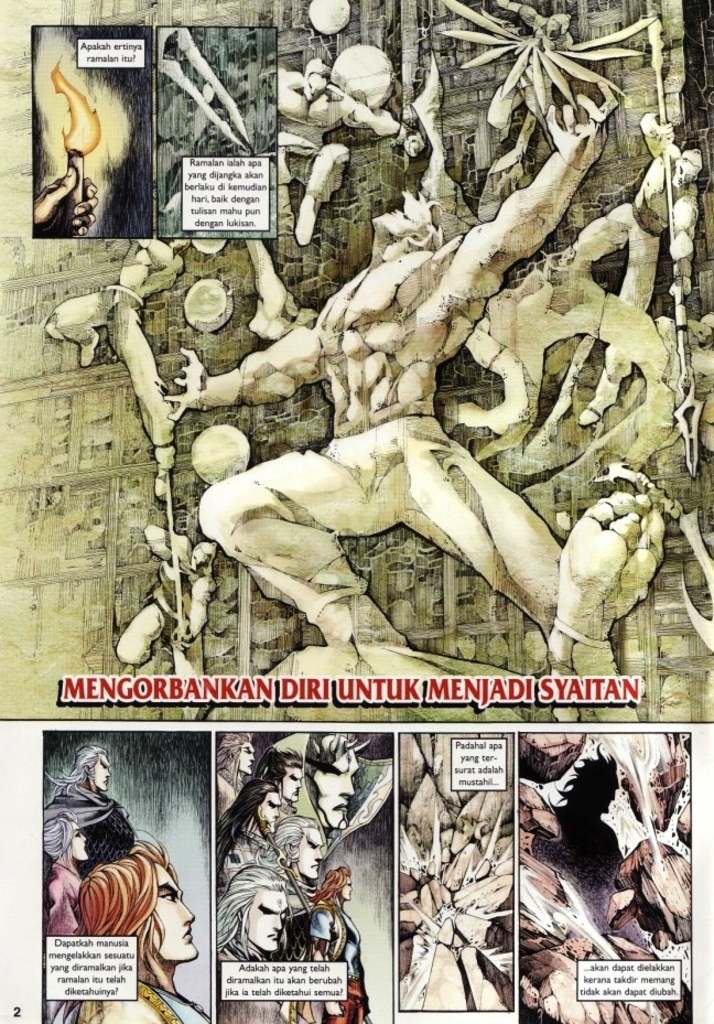 Apakah ertinya
ramalan itu?
Ramalan ialah apa
yang dijangka akan
berlaku di kemudian
hari, baik dengan
tulisan mahu pun
dengan lukisan.
MENGORBANKAN DIRI UNTUK MENJADI SYAITAN
Dapatkah manusia
mengelakkan sesuatu
yang diramalkan jika
ramalan itu telah
diketahuinya?
Adakah apa yang telah
diramalkan itu akan berubah
jika ia telah diketahui semua?
Padahal apa
yang ter-
surat adalah
mustahil...
...akan dapat dielakkan
kerana takdir memang
tidak akan dapat diubah.
2